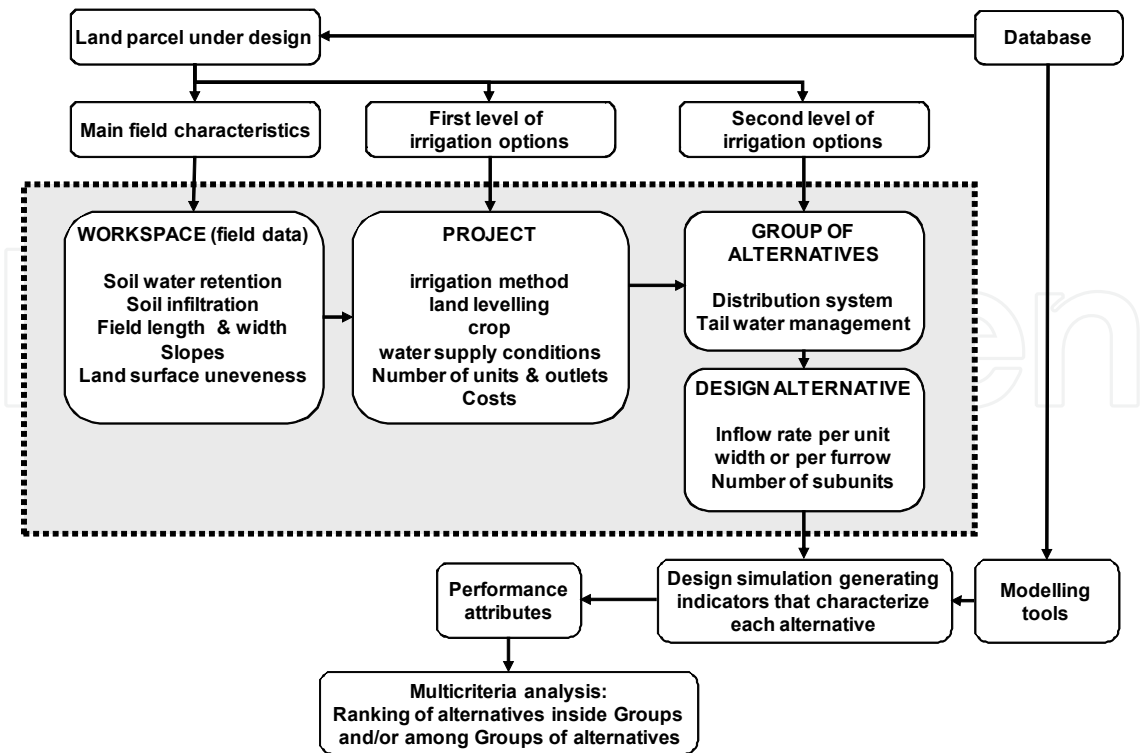 Land parcel under design
Database
Main field characteristics
First level of
irrigation options
Second level of
irrigation options
WORKSPACE (field data)
Soil water retention
Soil infiltration
Field length & width
Slopes
Land surface uneveness
PROJECT
irrigation method
land levelling
crop
water supply conditions
Number of units & outlets
Costs
GROUP OF
ALTERNATIVES
Distribution system
Tail water management
DESIGN ALTERNATIVE
Inflow rate per unit
width or per furrow
Number of subunits
Performance
attributes
Design simulation generating
indicators that characterize
each alternative
Modelling
tools
Multicriteria analysis:
Ranking of alternatives inside Groups
and/or among Groups of alternatives
en